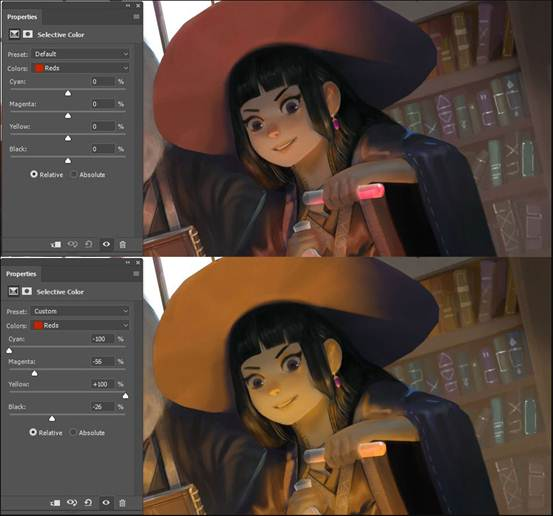 Properties
Selective Color
Preset: Default
Colors: Reds
Cyan: 0 %
Magenta: 0 %
Yellow: 0 %
Black: 0 %
Relative Absolute
Properties
Selective Color
Preset: Custom
Colors: Reds
Cyan: -100 %
Magenta: -56 %
Yellow: +100 %
Black: -26 %
Relative Absolute